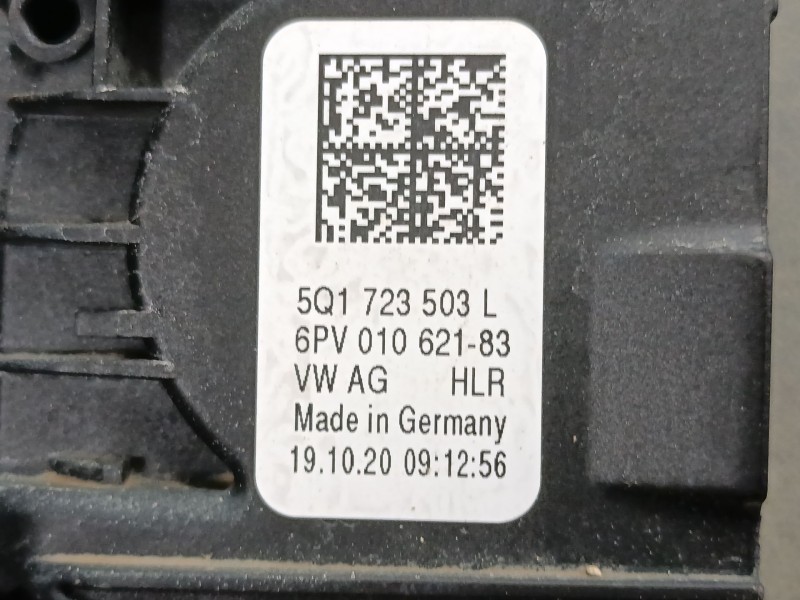 5Q1 723 503 L
6PV 010 621-83
VW AG HLR
Made in Germany
19.10.20 09:12:56